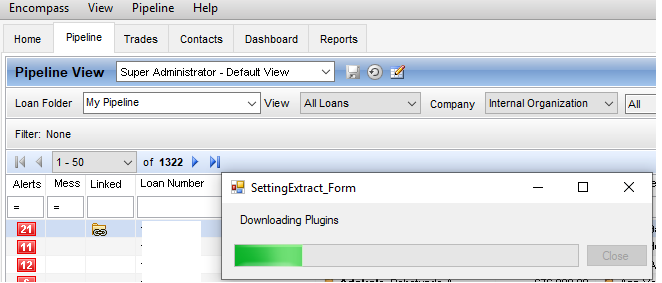 Encompass View Pipeline Help
Home Pipeline Trades Contacts Dashboard Reports
Pipeline View Super Administrator - Default View
Loan Folder My Pipeline View All Loans Company Internal Organization All
Filter: None
1 - 50 of 1322
Alerts Mess Linked Loan Number
= =
SettingExtract_Form
Downloading Plugins
Close
21
11
12